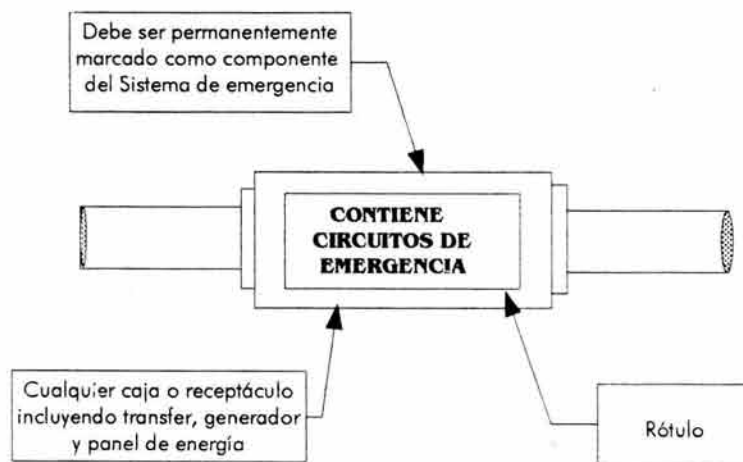 Debe ser permanentemente
marcado como componente
del Sistema de emergencia
CONTIENE
CIRCUITOS DE
EMERGENCIA
Cualquier caja o receptáculo
incluyendo transfer, generador
y panel de energía
Rótulo